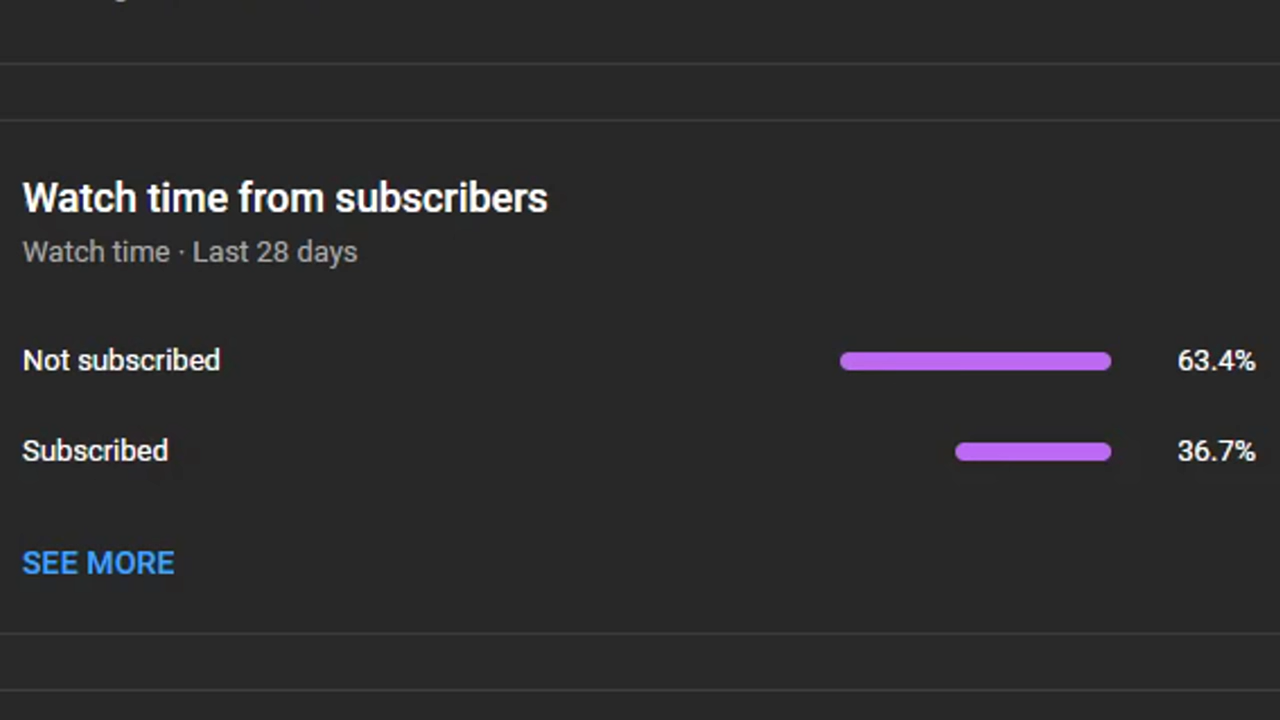 Watch time from subscribers
Watch time · Last 28 days
Not subscribed 63.4%
Subscribed 36.7%
SEE MORE